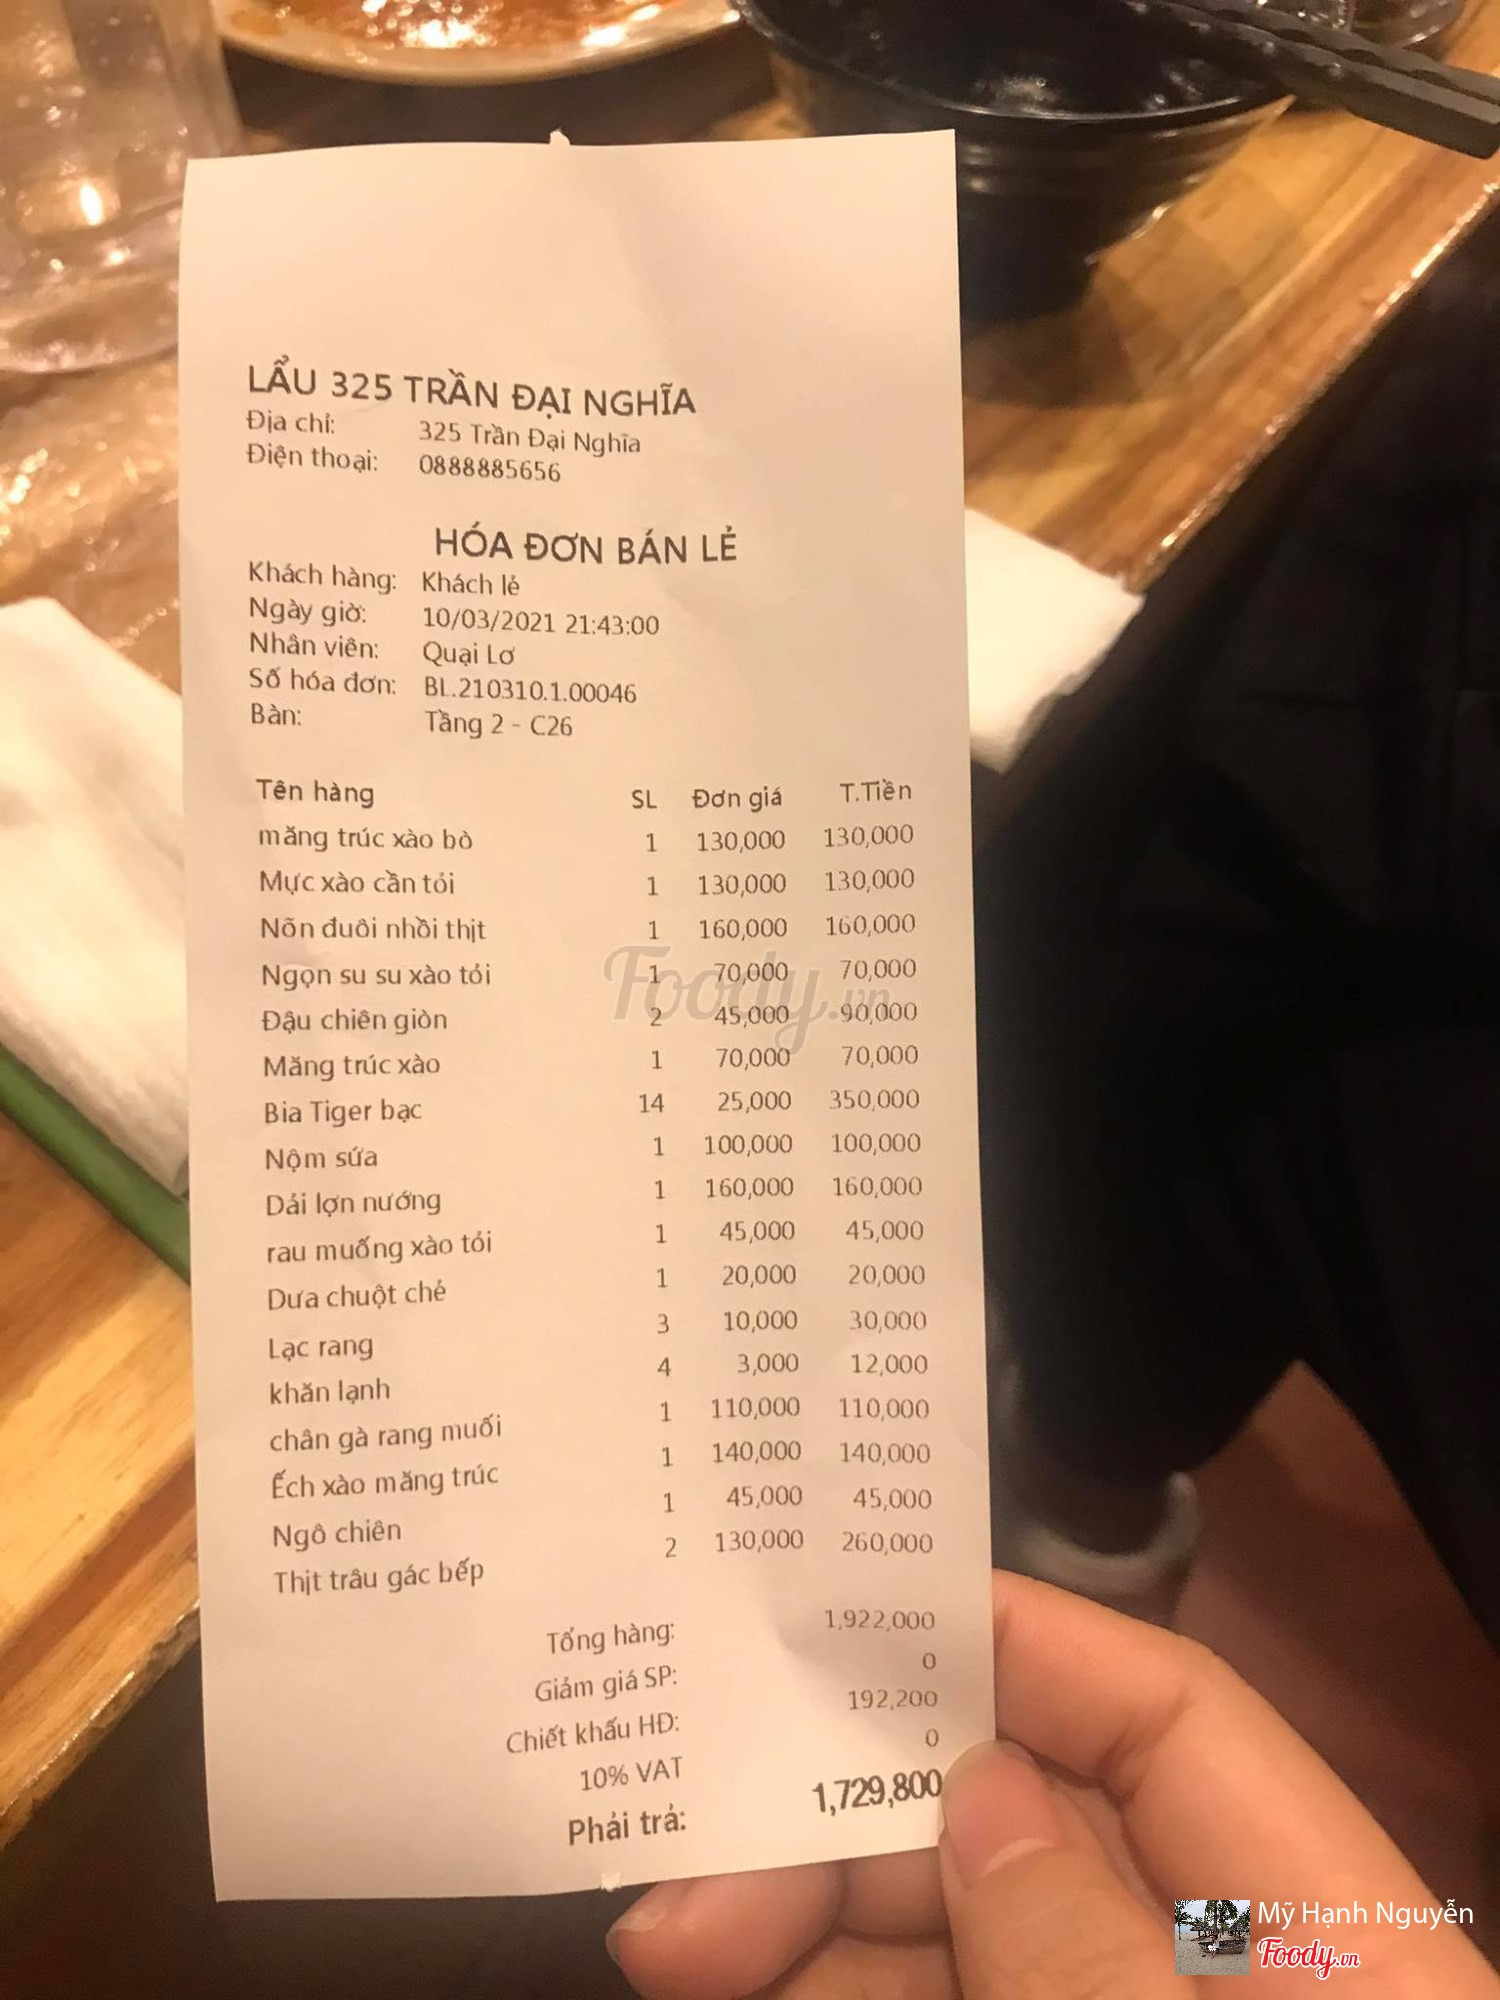 LẨU 325 TRẦN ĐẠI NGHĨA
Địa chỉ: 325 Trần Đại Nghĩa
Điện thoại: 0888885656
HÓA ĐƠN BÁN LẺ
Khách hàng: Khách lẻ
Ngày giờ: 10/03/2021 21:43:00
Nhân viên: Quại Lơ
Số hóa đơn: BL.210310.1.00046
Bàn: Tầng 2 - C26
Tên hàng SL Đơn giá T.Tiền
măng trúc xào bò 1 130,000 130,000
Mực xào cần tỏi 1 130,000 130,000
Nõn đuôi nhồi thịt 1 160,000 160,000
Ngọn su su xào tỏi 1 70,000 70,000
Đậu chiên giòn 2 45,000 90,000
Măng trúc xào 1 70,000 70,000
Bia Tiger bạc 14 25,000 350,000
Nộm sứa 1 100,000 100,000
Dải lợn nướng 1 160,000 160,000
rau muống xào tỏi 1 45,000 45,000
Dưa chuột chẻ 1 20,000 20,000
Lạc rang 3 10,000 30,000
khăn lạnh 4 3,000 12,000
chân gà rang muối 1 110,000 110,000
Ếch xào măng trúc 1 140,000 140,000
Ngô chiên 1 45,000 45,000
Thịt trâu gác bếp 2 130,000 260,000
Tổng hàng: 1,922,000
Giảm giá SP: 0
Chiết khấu HĐ: 192,200
10% VAT 0
Phải trả: 1,729,800
Foody.vn
Mỹ Hạnh Nguyễn
Foody.vn